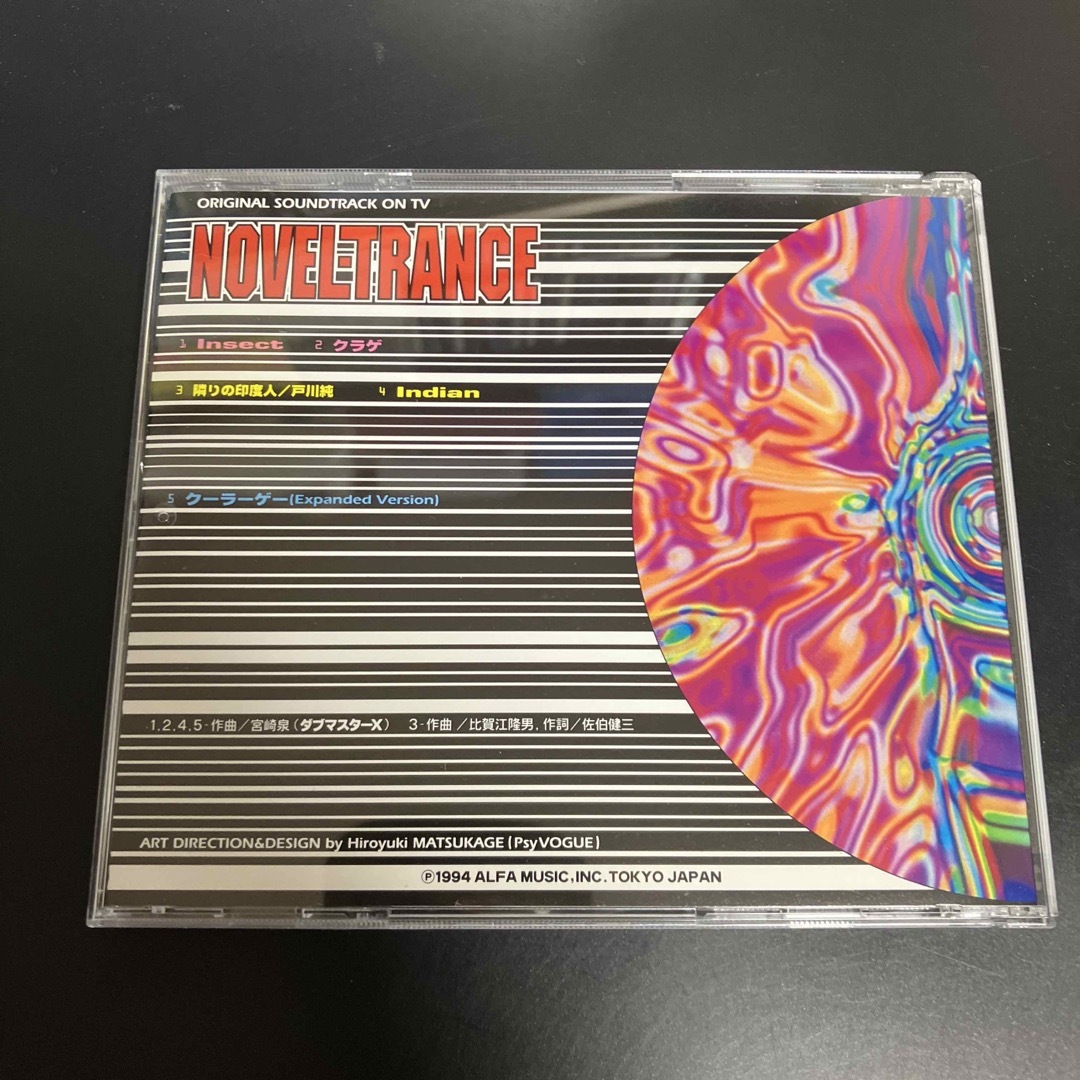 ORIGINAL SOUNDTRACK ON TV
NOVEL-TRANCE
1 Insect 2 クラゲ
3 隣りの印度人／戸川純 4 Indian
5 クーラーゲー(Expanded Version)
1.2.4.5-作曲／宮崎泉(ダブマスターX) 3-作曲／比賀江隆男.作詞／佐伯健三
ART DIRECTION&DESIGN by Hiroyuki MATSUKAGE(PsyVOGUE)
Ⓟ1994 ALFA MUSIC,INC.TOKYO JAPAN